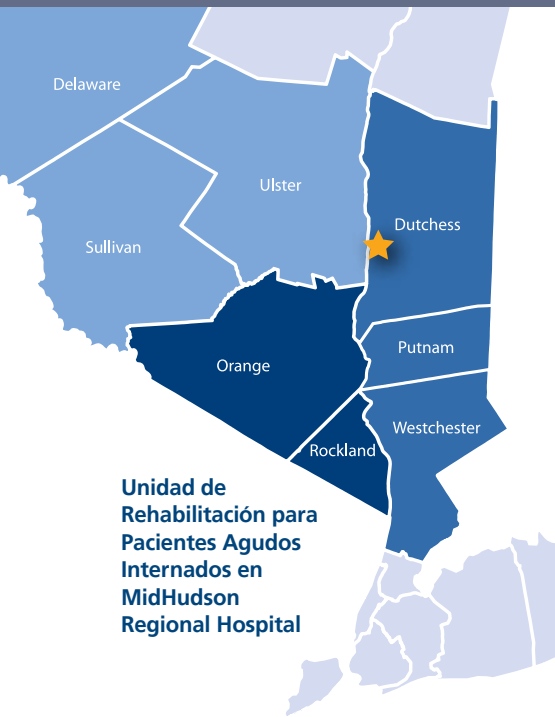 Delaware
Ulster
Dutchess
Sullivan
Putnam
Orange
Westchester
Rockland
Unidad de
Rehabilitación para
Pacientes Agudos
Internados en
MidHudson
Regional Hospital